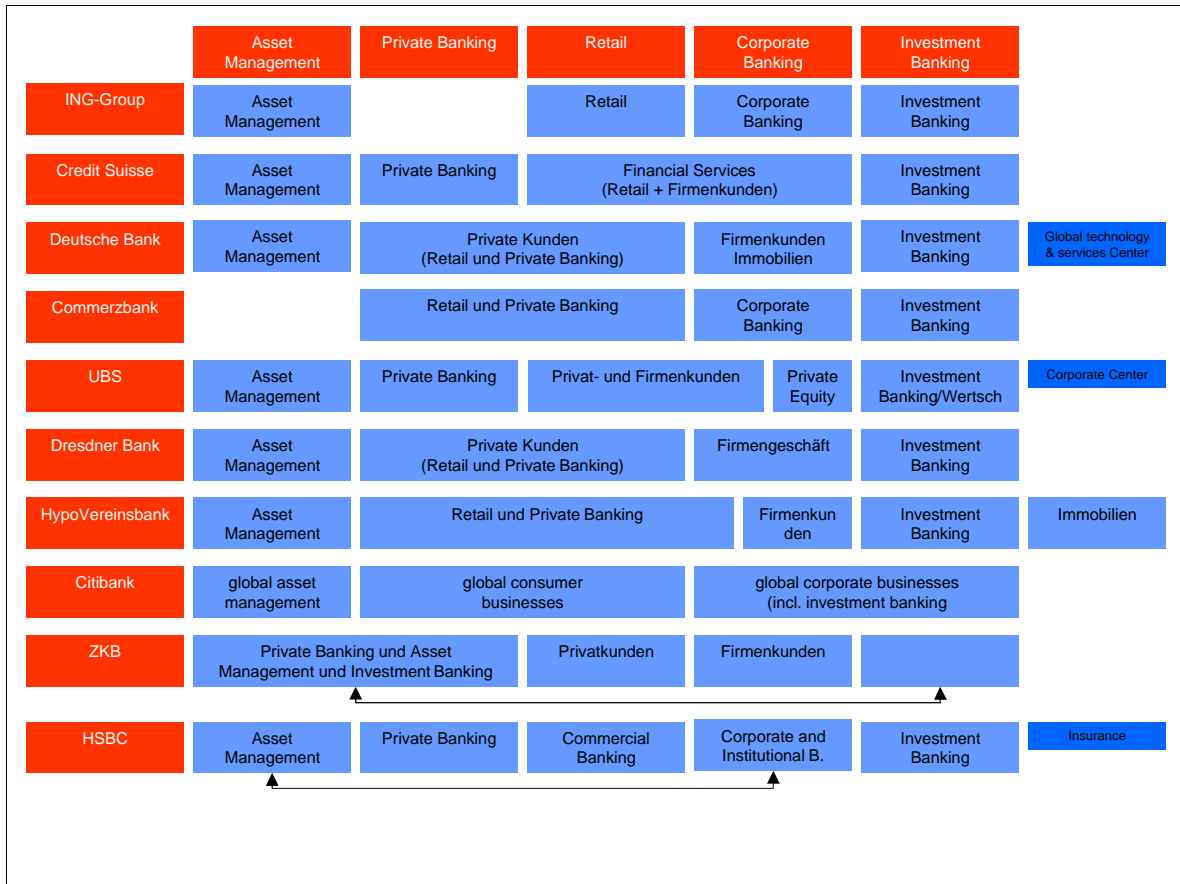 Asset
Management
Private Banking
Retail
Corporate
Banking
Investment
Banking
ING-Group
Asset
Management
Retail
Corporate
Banking
Investment
Banking
Credit Suisse
Asset
Management
Private Banking
Financial Services
(Retail + Firmenkunden)
Investment
Banking
Deutsche Bank
Asset
Management
Private Kunden
(Retail und Private Banking)
Firmenkunden
Immobilien
Investment
Banking
Global technology
& services Center
Commerzbank
Retail und Private Banking
Corporate
Banking
Investment
Banking
UBS
Asset
Management
Private Banking
Privat- und Firmenkunden
Private
Equity
Investment
Banking/Wertsch
Corporate Center
Dresdner Bank
Asset
Management
Private Kunden
(Retail und Private Banking)
Firmengeschäft
Investment
Banking
HypoVereinsbank
Asset
Management
Retail und Private Banking
Firmenkun
den
Investment
Banking
Immobilien
Citibank
global asset
management
global consumer
businesses
global corporate businesses
(incl. investment banking
ZKB
Private Banking und Asset
Management und Investment Banking
Privatkunden
Firmenkunden
HSBC
Asset
Management
Private Banking
Commercial
Banking
Corporate and
Institutional B.
Investment
Banking
Insurance